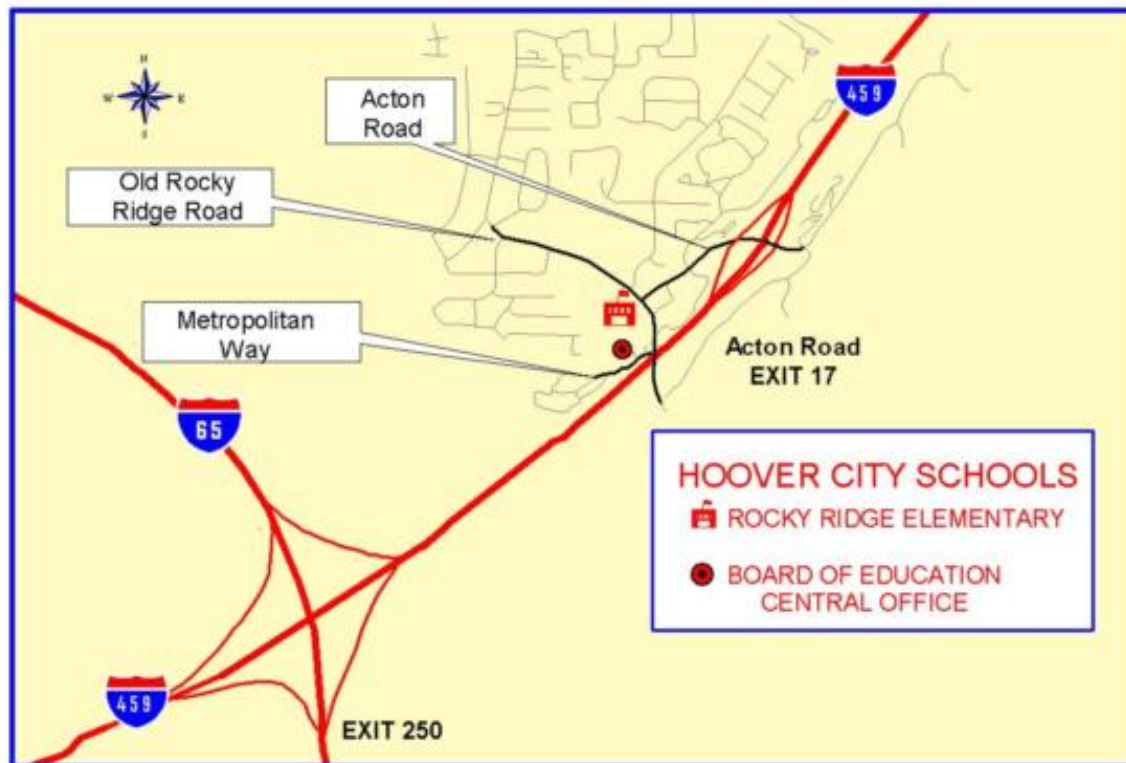 N
W E
S
459
Acton
Road
Old Rocky
Ridge Road
Metropolitan
Way
Acton Road
EXIT 17
65
HOOVER CITY SCHOOLS
ROCKY RIDGE ELEMENTARY
BOARD OF EDUCATION
CENTRAL OFFICE
459
EXIT 250